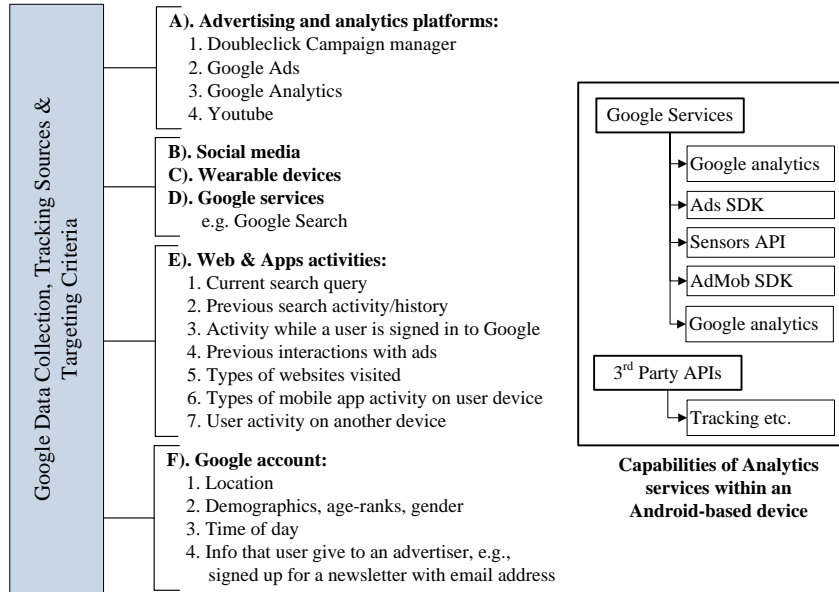 Google Data Collection, Tracking Sources &
Targeting Criteria
A). Advertising and analytics platforms:
1. Doubleclick Campaign manager
2. Google Ads
3. Google Analytics
4. Youtube
B). Social media
C). Wearable devices
D). Google services
e.g. Google Search
E). Web & Apps activities:
1. Current search query
2. Previous search activity/history
3. Activity while a user is signed in to Google
4. Previous interactions with ads
5. Types of websites visited
6. Types of mobile app activity on user device
7. User activity on another device
F). Google account:
1. Location
2. Demographics, age-ranks, gender
3. Time of day
4. Info that user give to an advertiser, e.g.,
signed up for a newsletter with email address
Google Services
Google analytics
Ads SDK
Sensors API
AdMob SDK
Google analytics
3rd Party APIs
Tracking etc.
Capabilities of Analytics
services within an
Android-based device